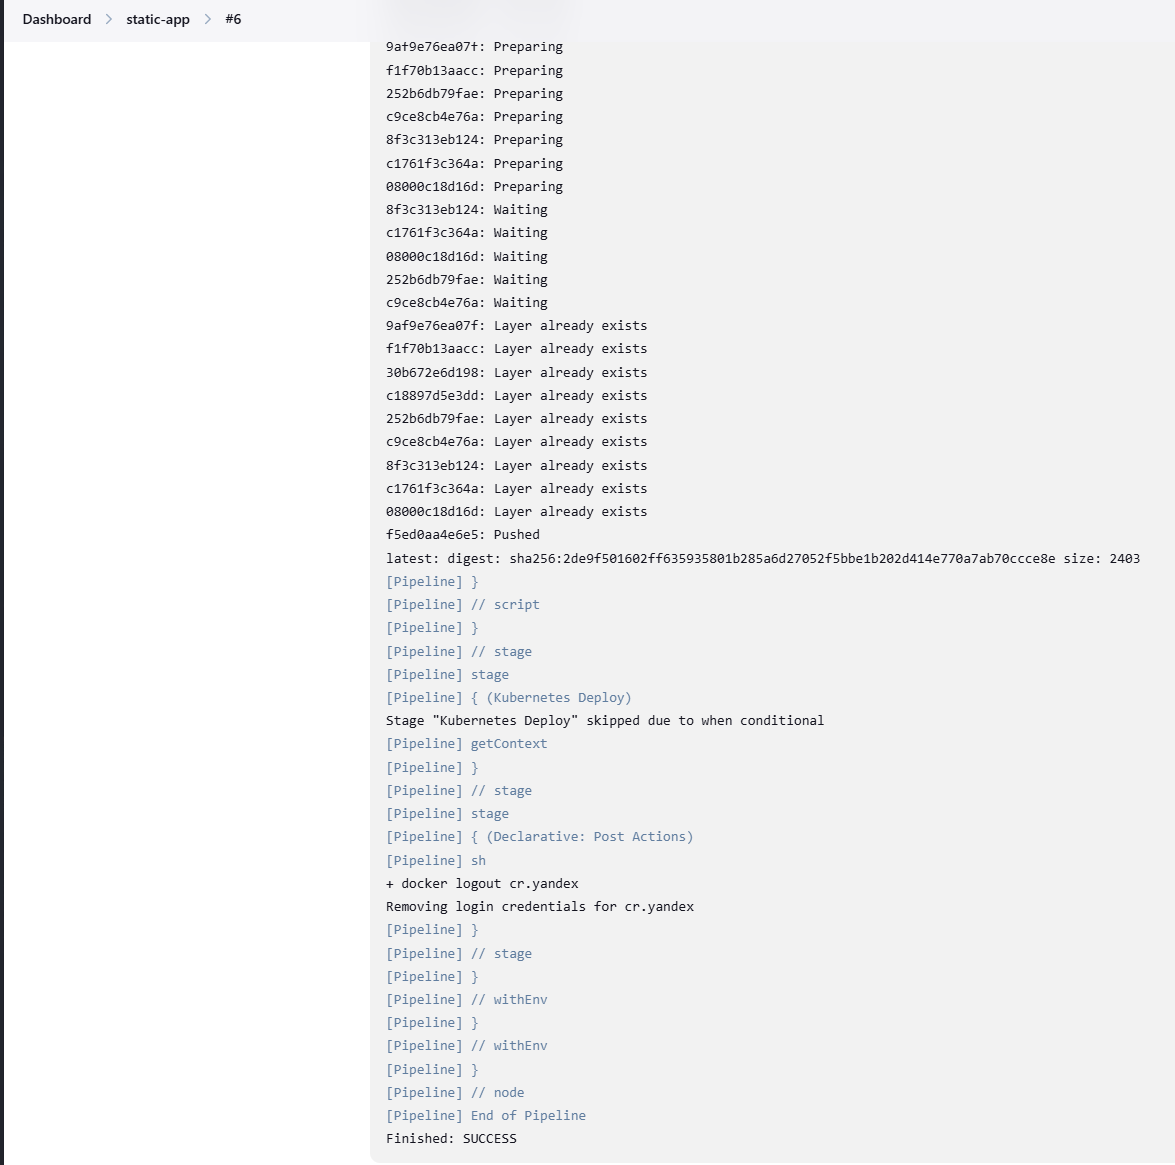 Dashboard > static-app > #6
9af9e76ea07f: Preparing
f1f70b13aacc: Preparing
252b6db79fae: Preparing
c9ce8cb4e76a: Preparing
8f3c313eb124: Preparing
c1761f3c364a: Preparing
08000c18d16d: Preparing
8f3c313eb124: Waiting
c1761f3c364a: Waiting
08000c18d16d: Waiting
252b6db79fae: Waiting
c9ce8cb4e76a: Waiting
9af9e76ea07f: Layer already exists
f1f70b13aacc: Layer already exists
30b672e6d198: Layer already exists
c18897d5e3dd: Layer already exists
252b6db79fae: Layer already exists
c9ce8cb4e76a: Layer already exists
8f3c313eb124: Layer already exists
c1761f3c364a: Layer already exists
08000c18d16d: Layer already exists
f5ed0aa4e6e5: Pushed
latest: digest: sha256:2de9f501602ff635935801b285a6d27052f5bbe1b202d414e770a7ab70ccce8e size: 2403
[Pipeline] }
[Pipeline] // script
[Pipeline] }
[Pipeline] // stage
[Pipeline] stage
[Pipeline] { (Kubernetes Deploy)
Stage "Kubernetes Deploy" skipped due to when conditional
[Pipeline] getContext
[Pipeline] }
[Pipeline] // stage
[Pipeline] stage
[Pipeline] { (Declarative: Post Actions)
[Pipeline] sh
+ docker logout cr.yandex
Removing login credentials for cr.yandex
[Pipeline] }
[Pipeline] // stage
[Pipeline] }
[Pipeline] // withEnv
[Pipeline] }
[Pipeline] // withEnv
[Pipeline] }
[Pipeline] // node
[Pipeline] End of Pipeline
Finished: SUCCESS